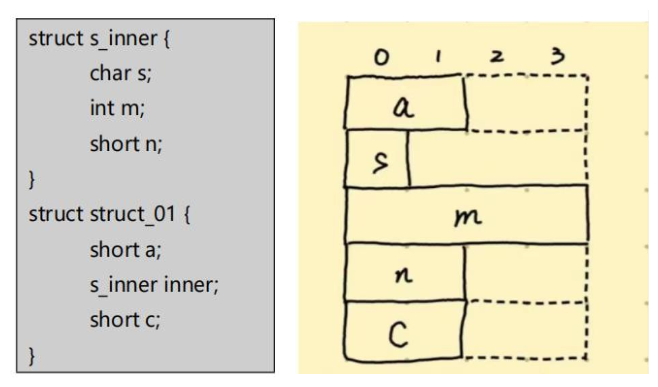 struct s_inner {
char s;
int m;
short n;
}
struct struct_01 {
short a;
s_inner inner;
short c;
}
0 1 2 3
a
s
m
n
C